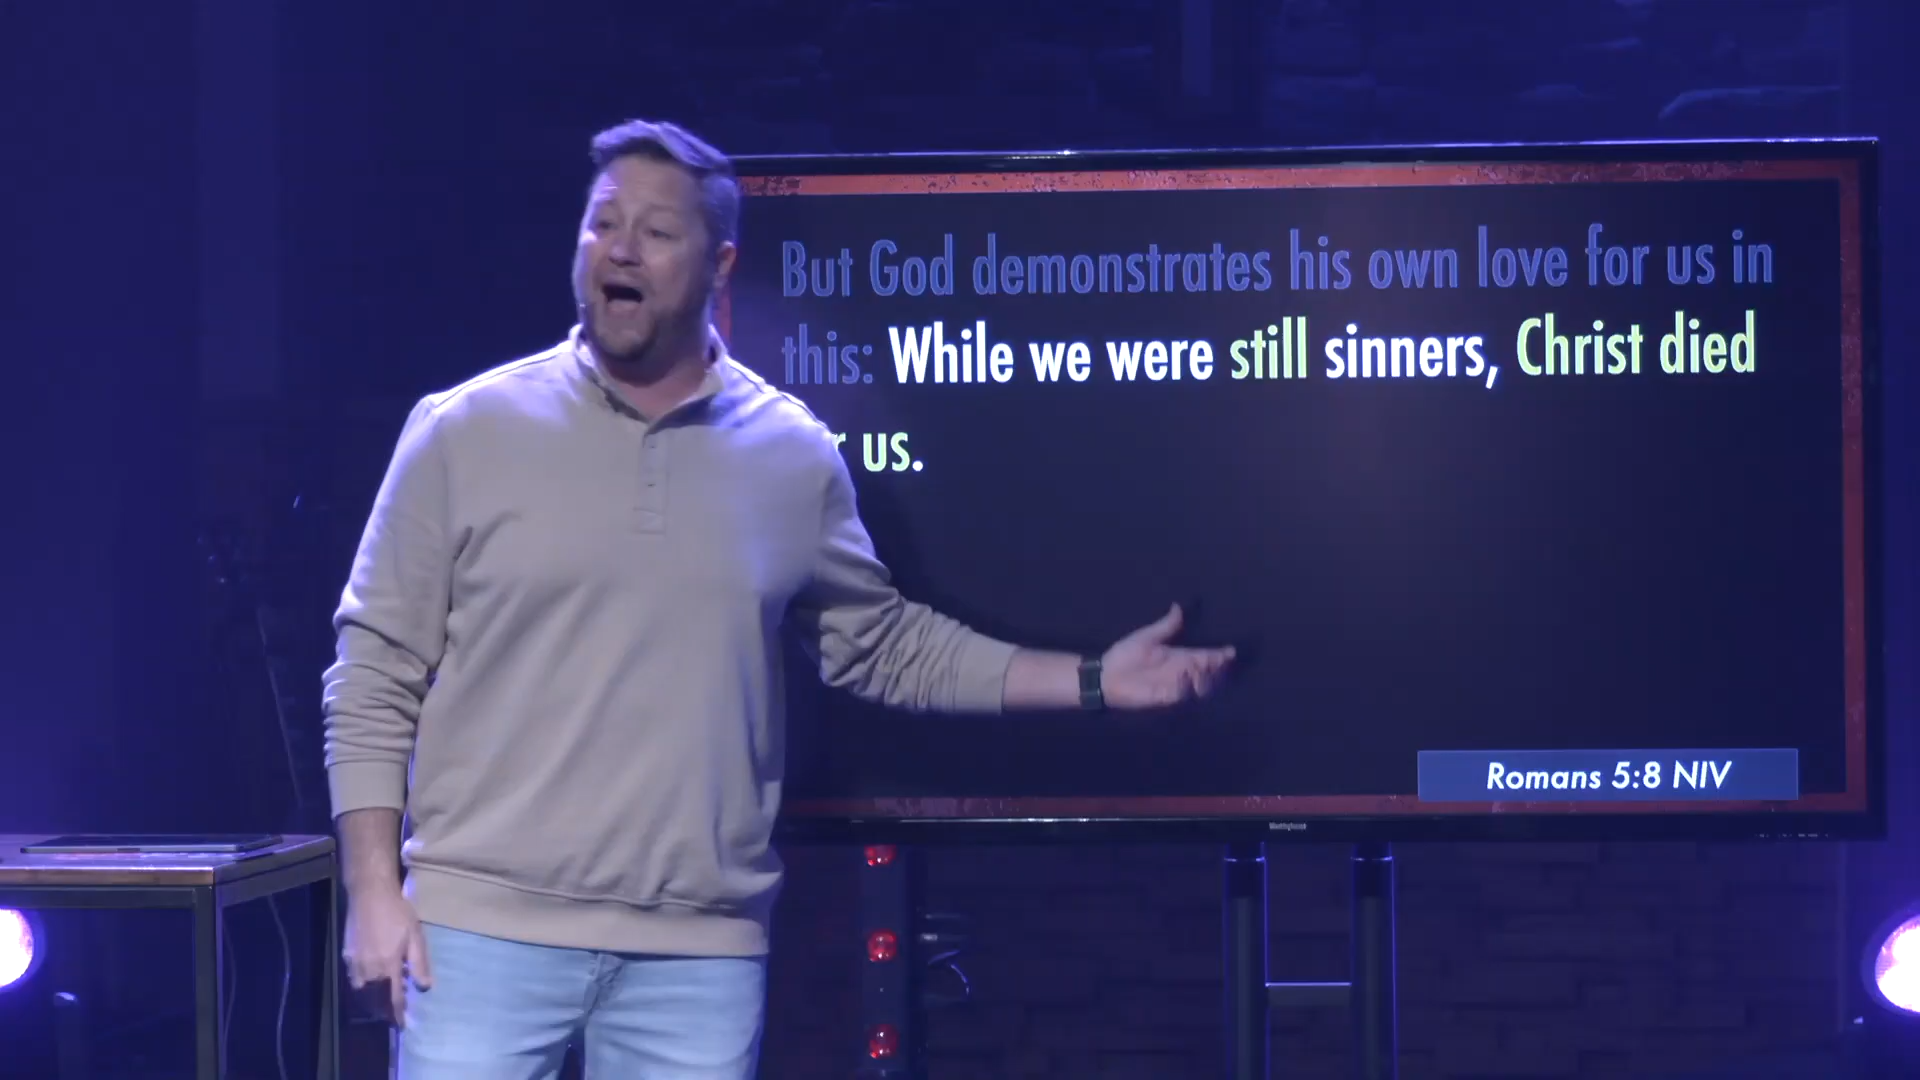 But God demonstrates his own love for us in
this: While we were still sinners, Christ died
r us.
Romans 5:8 NIV
Westinghouse